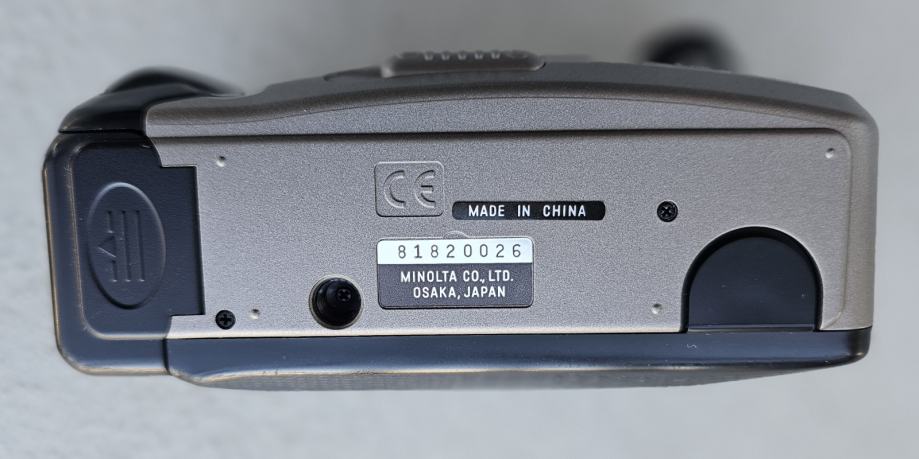 CE
MADE IN CHINA
81820026
MINOLTA CO., LTD.
OSAKA, JAPAN